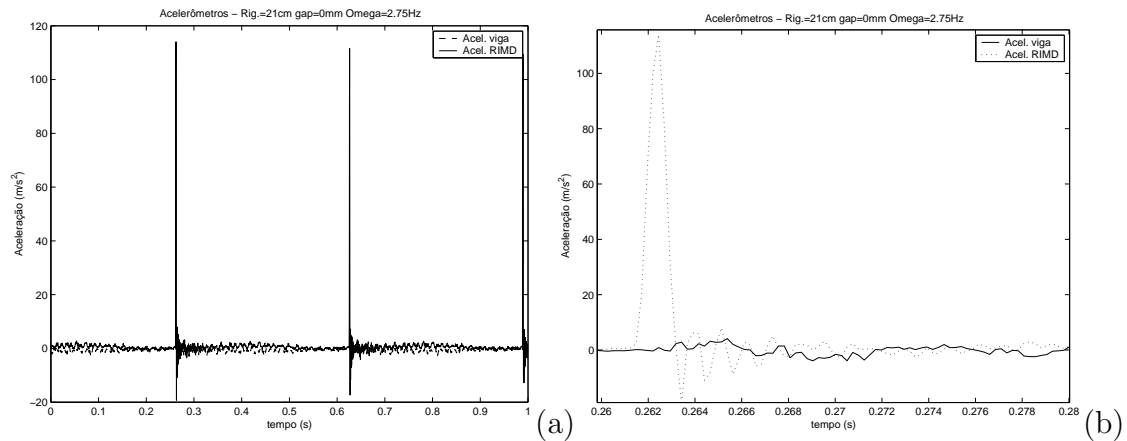 Acelerômetros − Rig.=21cm gap=0mm Omega=2.75Hz
120
100
80
60
40
20
0
−20
Aceleração (m/s²)
0 0.1 0.2 0.3 0.4 0.5 0.6 0.7 0.8 0.9 1
tempo (s)
Acel. viga
Acel. RIMD
(a)
Acelerômetros − Rig.=21cm gap=0mm Omega=2.75Hz
100
80
60
40
20
0
Aceleração (m/s²)
0.26 0.262 0.264 0.266 0.268 0.27 0.272 0.274 0.276 0.278 0.28
tempo (s)
Acel. viga
Acel. RIMD
(b)